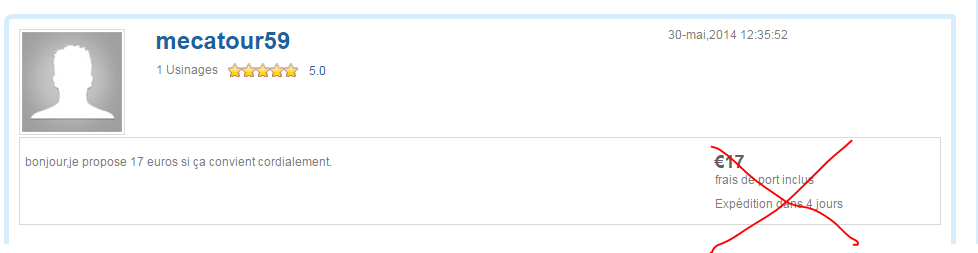 mecatour59
30-mai,2014 12:35:52
1 Usinages 5.0
bonjour,je propose 17 euros si ça convient cordialement.
€17
frais de port inclus
Expédition dans 4 jours